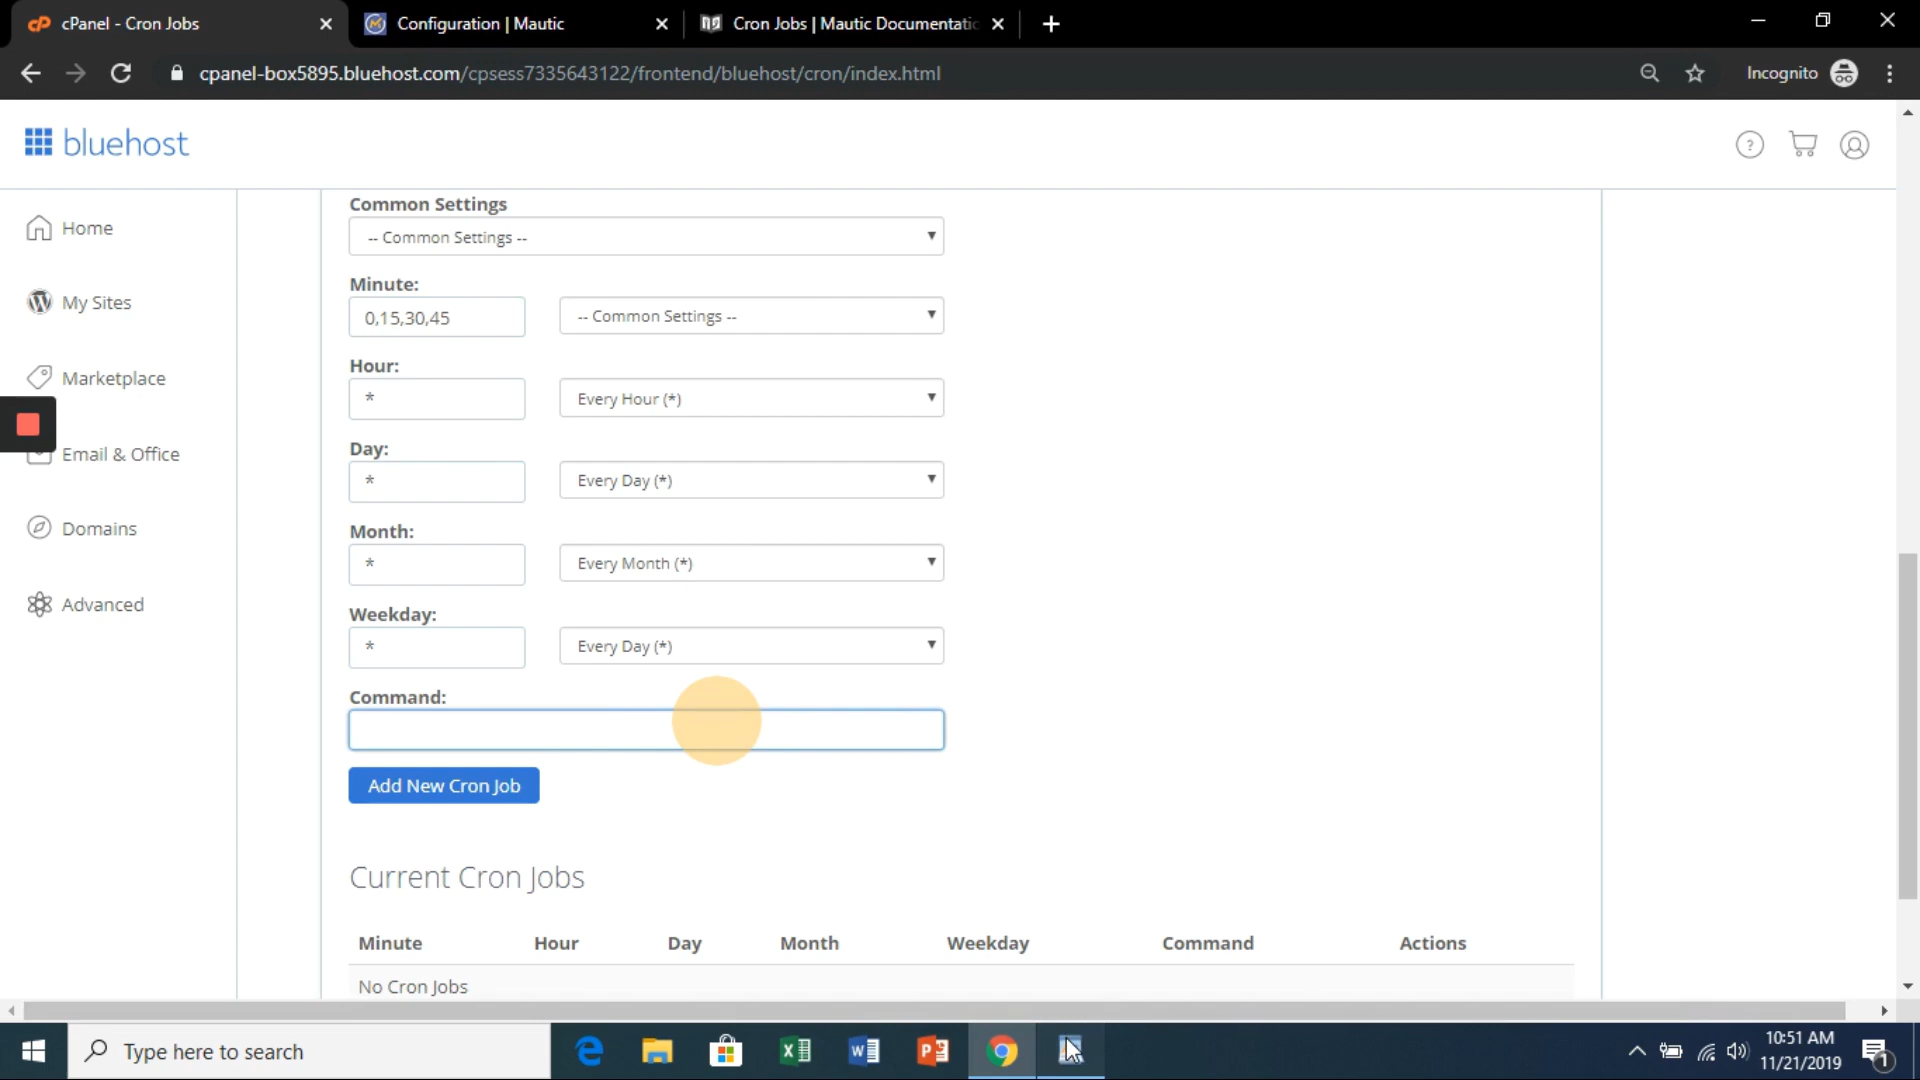 cPanel - Cron Jobs
Configuration | Mautic
Cron Jobs | Mautic Documentatic
cpanel-box5895.bluehost.com/cpsess7335643122/frontend/bluehost/cron/index.html
Incognito
bluehost
?
Home
My Sites
Marketplace
Email & Office
Domains
Advanced
Common Settings
-- Common Settings --
Minute:
0,15,30,45
-- Common Settings --
Hour:
*
Every Hour (*)
Day:
*
Every Day (*)
Month:
*
Every Month (*)
Weekday:
*
Every Day (*)
Command:
Add New Cron Job
Current Cron Jobs
Minute Hour Day Month Weekday Command Actions
No Cron Jobs
Type here to search
10:51 AM
11/21/2019
1